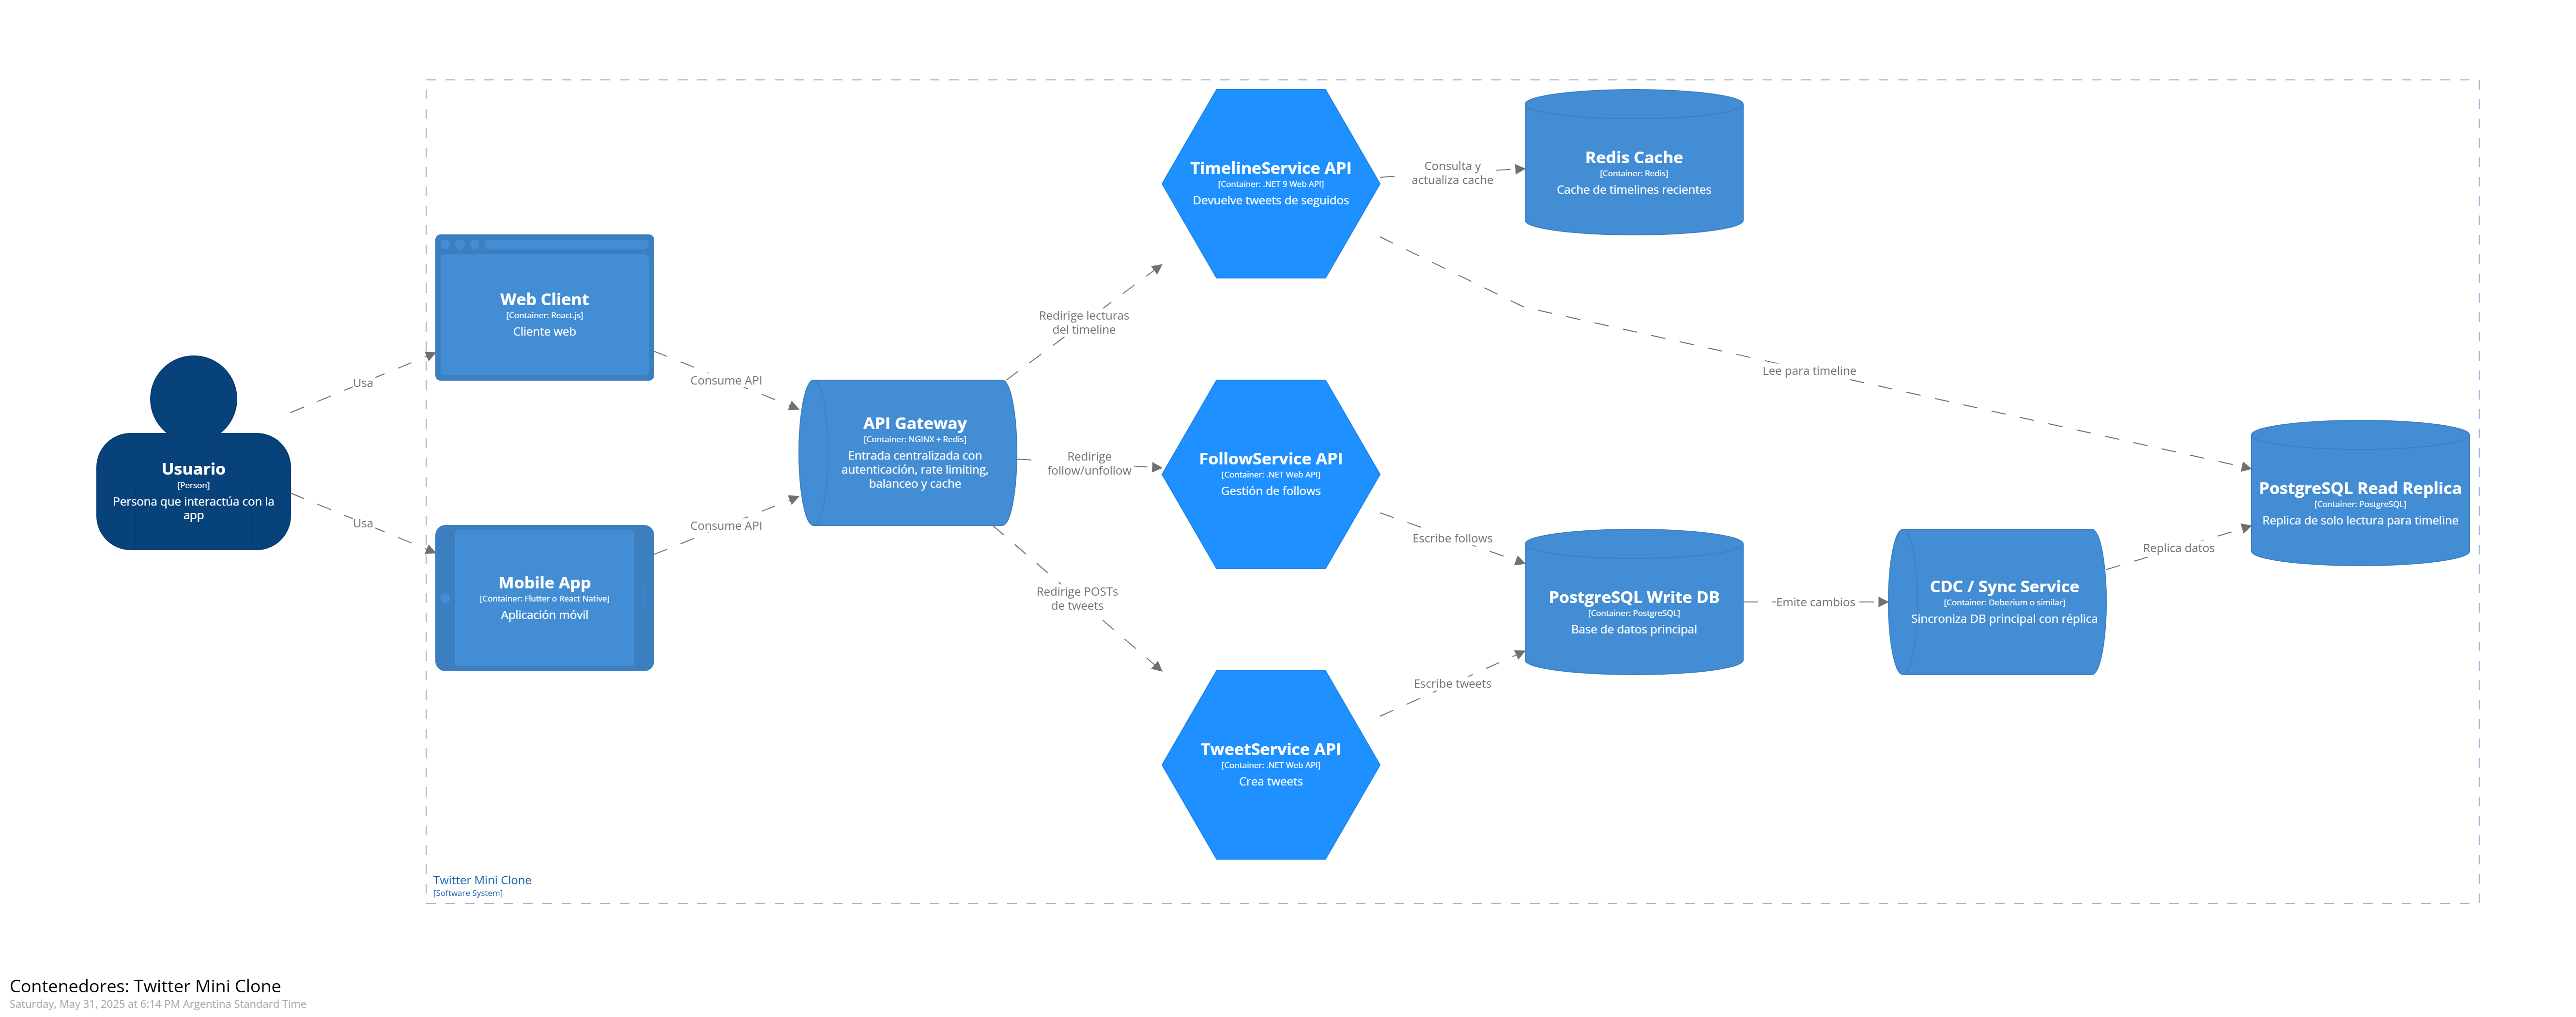 Usuario
[Person]
Persona que interactúa con la
app
Usa
Usa
Web Client
[Container: React.js]
Cliente web
Mobile App
[Container: Flutter o React Native]
Aplicación móvil
Consume API
Consume API
API Gateway
[Container: NGINX + Redis]
Entrada centralizada con
autenticación, rate limiting,
balanceo y cache
Redirige lecturas
del timeline
Redirige
follow/unfollow
Redirige POSTs
de tweets
TimelineService API
[Container: .NET 9 Web API]
Devuelve tweets de seguidos
FollowService API
[Container: .NET Web API]
Gestión de follows
TweetService API
[Container: .NET Web API]
Crea tweets
Consulta y
actualiza cache
Redis Cache
[Container: Redis]
Cache de timelines recientes
Lee para timeline
Escribe follows
Escribe tweets
PostgreSQL Write DB
[Container: PostgreSQL]
Base de datos principal
Emite cambios
CDC / Sync Service
[Container: Debezium o similar]
Sincroniza DB principal con réplica
Replica datos
PostgreSQL Read Replica
[Container: PostgreSQL]
Replica de solo lectura para timeline
Twitter Mini Clone
[Software System]
Contenedores: Twitter Mini Clone
Saturday, May 31, 2025 at 6:14 PM Argentina Standard Time